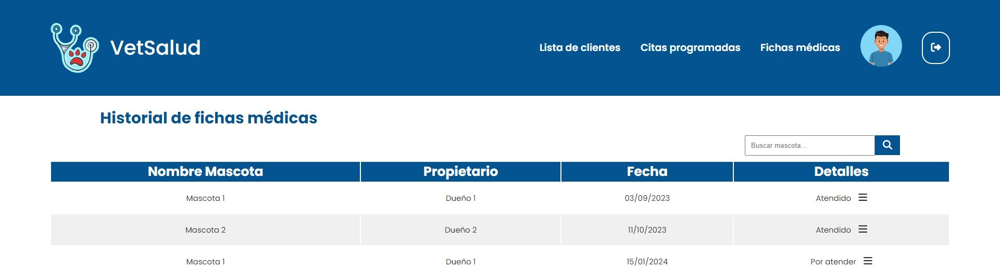 VetSalud
Lista de clientes Citas programadas Fichas médicas
Historial de fichas médicas
Buscar mascota...
Nombre Mascota Propietario Fecha Detalles
Mascota 1 Dueño 1 03/09/2023 Atendido
Mascota 2 Dueño 2 11/10/2023 Atendido
Mascota 1 Dueño 1 15/01/2024 Por atender